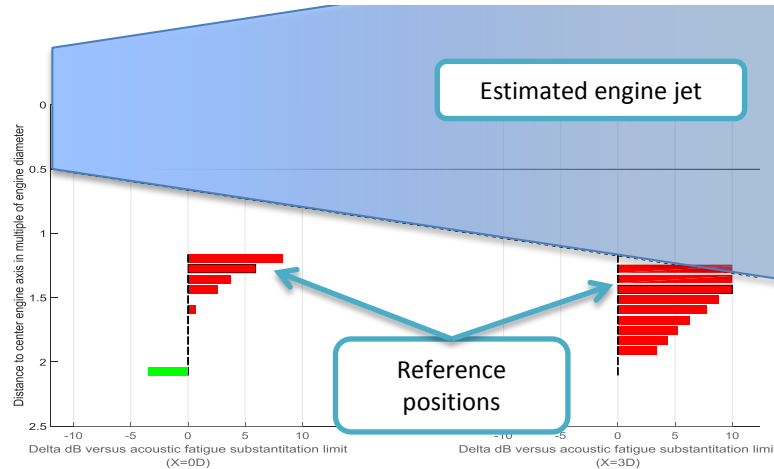 Estimated engine jet
Distance to center engine axis in multiple of engine diameter
0
0.5
1
1.5
2
2.5
Reference
positions
-10
-5
0
5
10
-10
-5
0
5
10
Delta dB versus acoustic fatigue substantitation limit
(X=0D)
Delta dB versus acoustic fatigue substantitation limi
(X=3D)